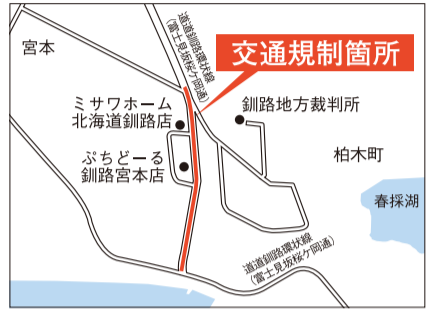 宮本
道道釧路環状線
(富士見坂桜ケ岡通)
交通規制箇所
ミサワホーム
北海道釧路店
釧路地方裁判所
ぷちどーる
釧路宮本店
柏木町
春採湖
道道釧路環状線
(富士見坂桜ケ岡通)